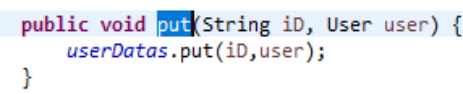 public void put(String iD, User user) {
    userDatas.put(iD,user);
}